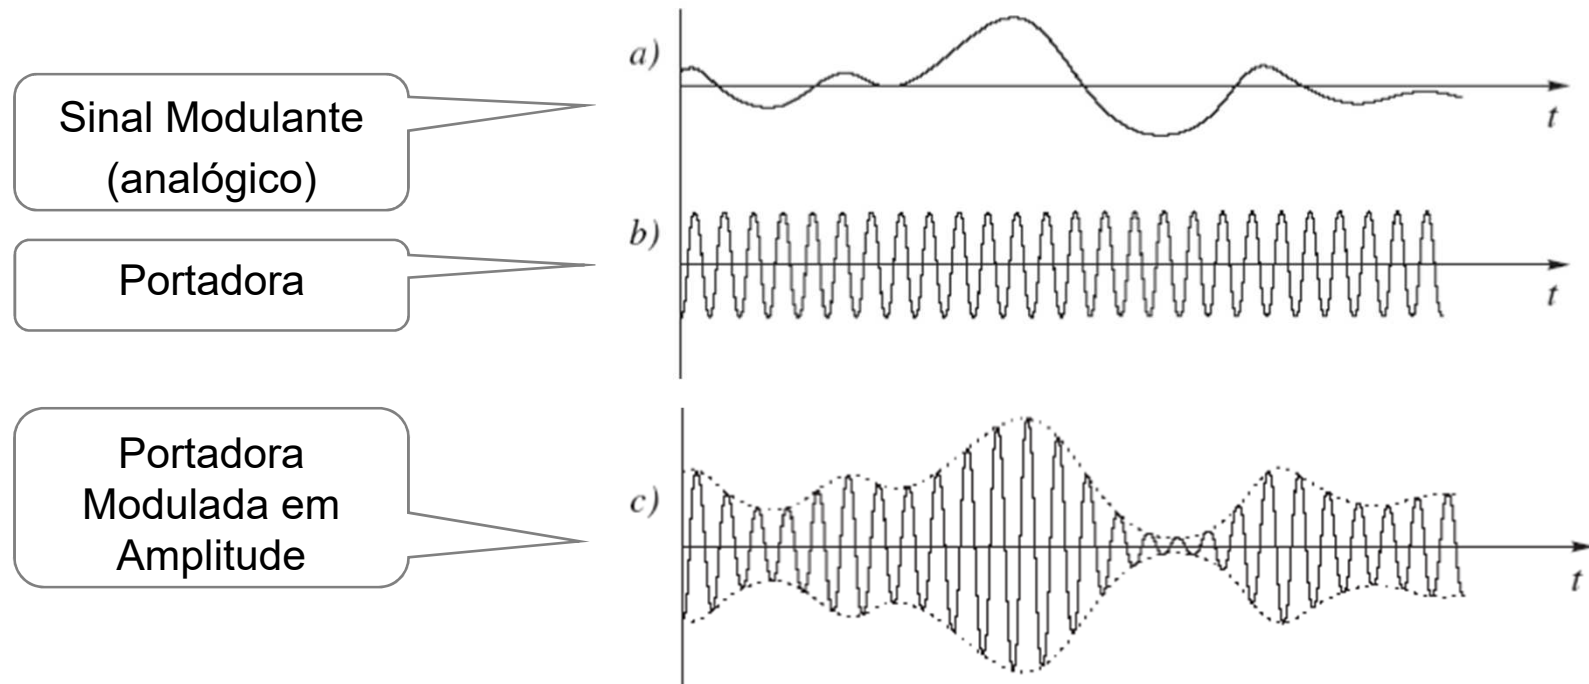 a)
Sinal Modulante
(analógico)
t
b)
Portadora
t
Portadora
Modulada em
Amplitude
c)
t